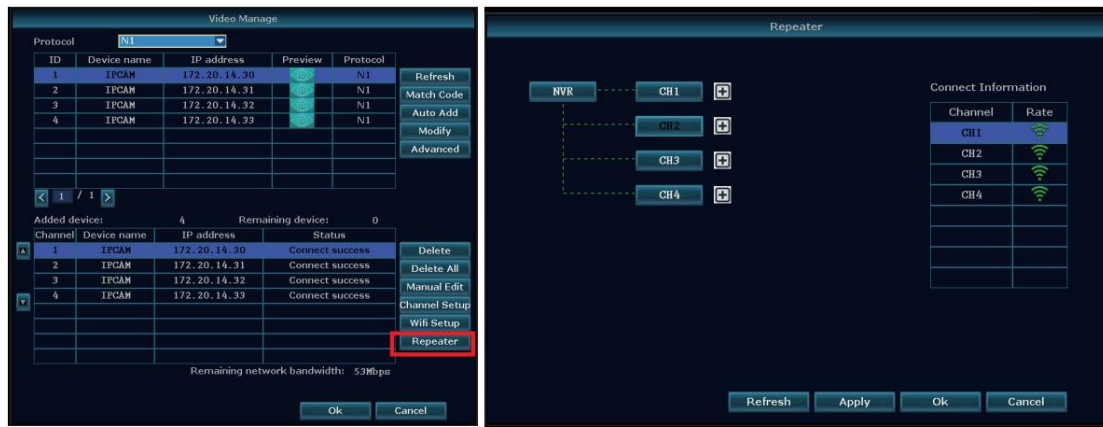 Video Manage
Protocol N1
ID Device name IP address Preview Protocol
1 IPCAM 172.20.14.30 N1
2 IPCAM 172.20.14.31 N1
3 IPCAM 172.20.14.32 N1
4 IPCAM 172.20.14.33 N1
Refresh
Match Code
Auto Add
Modify
Advanced
< 1 / 1 >
Added device: 4 Remaining device: 0
Channel Device name IP address Status
1 IPCAM 172.20.14.30 Connect success
2 IPCAM 172.20.14.31 Connect success
3 IPCAM 172.20.14.32 Connect success
4 IPCAM 172.20.14.33 Connect success
Delete
Delete All
Manual Edit
Channel Setup
Wifi Setup
Repeater
Remaining network bandwidth: 53Mbps
Ok Cancel
Repeater
NVR CH1
CH2
CH3
CH4
Connect Information
Channel Rate
CH1
CH2
CH3
CH4
Refresh Apply Ok Cancel